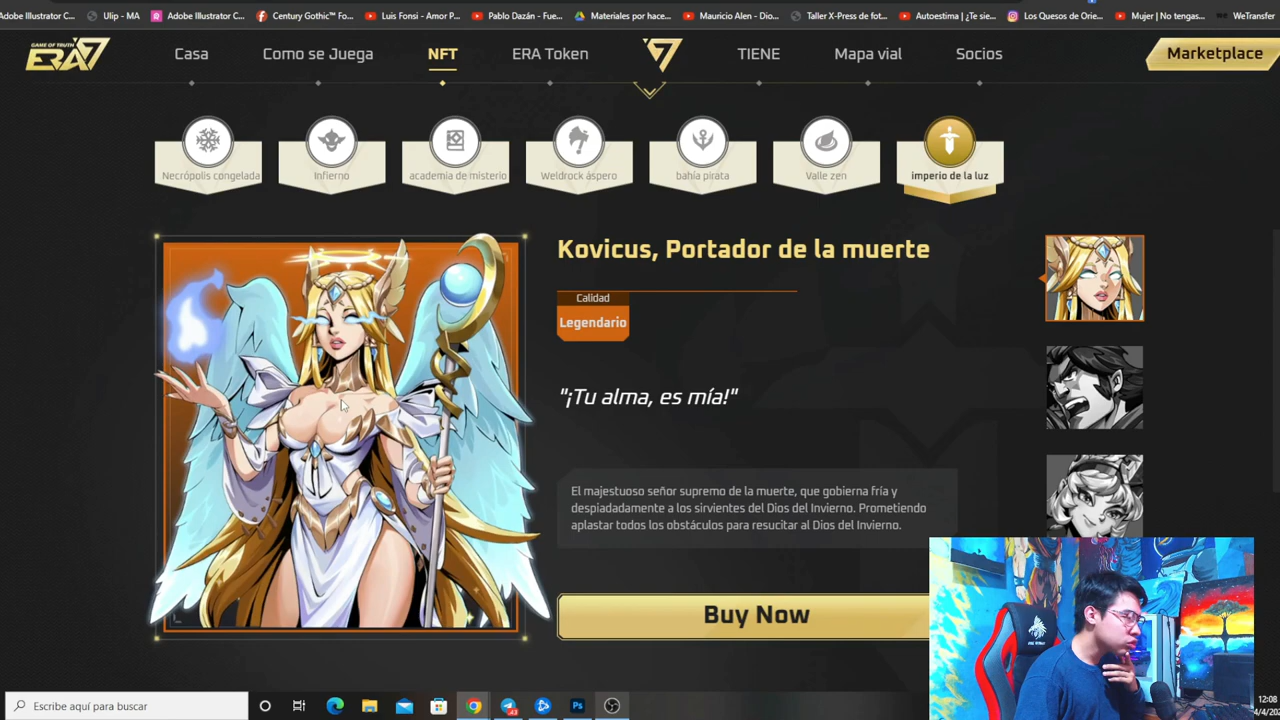 Adobe Illustrator C...
Ulip - MA
Adobe Illustrator C...
Century Gothic™ Fo...
Luis Fonsi - Amor P...
Pablo Dazán - Fue...
Materiales por hace...
Mauricio Alen - Dio...
Taller X-Press de fot...
Autoestima | ¿Te sie...
Los Quesos de Orie...
Mujer | No tengas...
WeTransfer
GAME OF TRUTH
ERA7
Casa
Como se Juega
NFT
ERA Token
TIENE
Mapa vial
Socios
Marketplace
Necrópolis congelada
Infierno
academia de misterio
Weldrock áspero
bahía pirata
Valle zen
imperio de la luz
Kovicus, Portador de la muerte
Calidad
Legendario
"¡Tu alma, es mía!"
El majestuoso señor supremo de la muerte, que gobierna fría y
despiadadamente a los sirvientes del Dios del Invierno. Prometiendo
aplastar todos los obstáculos para resucitar al Dios del Invierno.
Buy Now
Escribe aquí para buscar
Ps
12:08